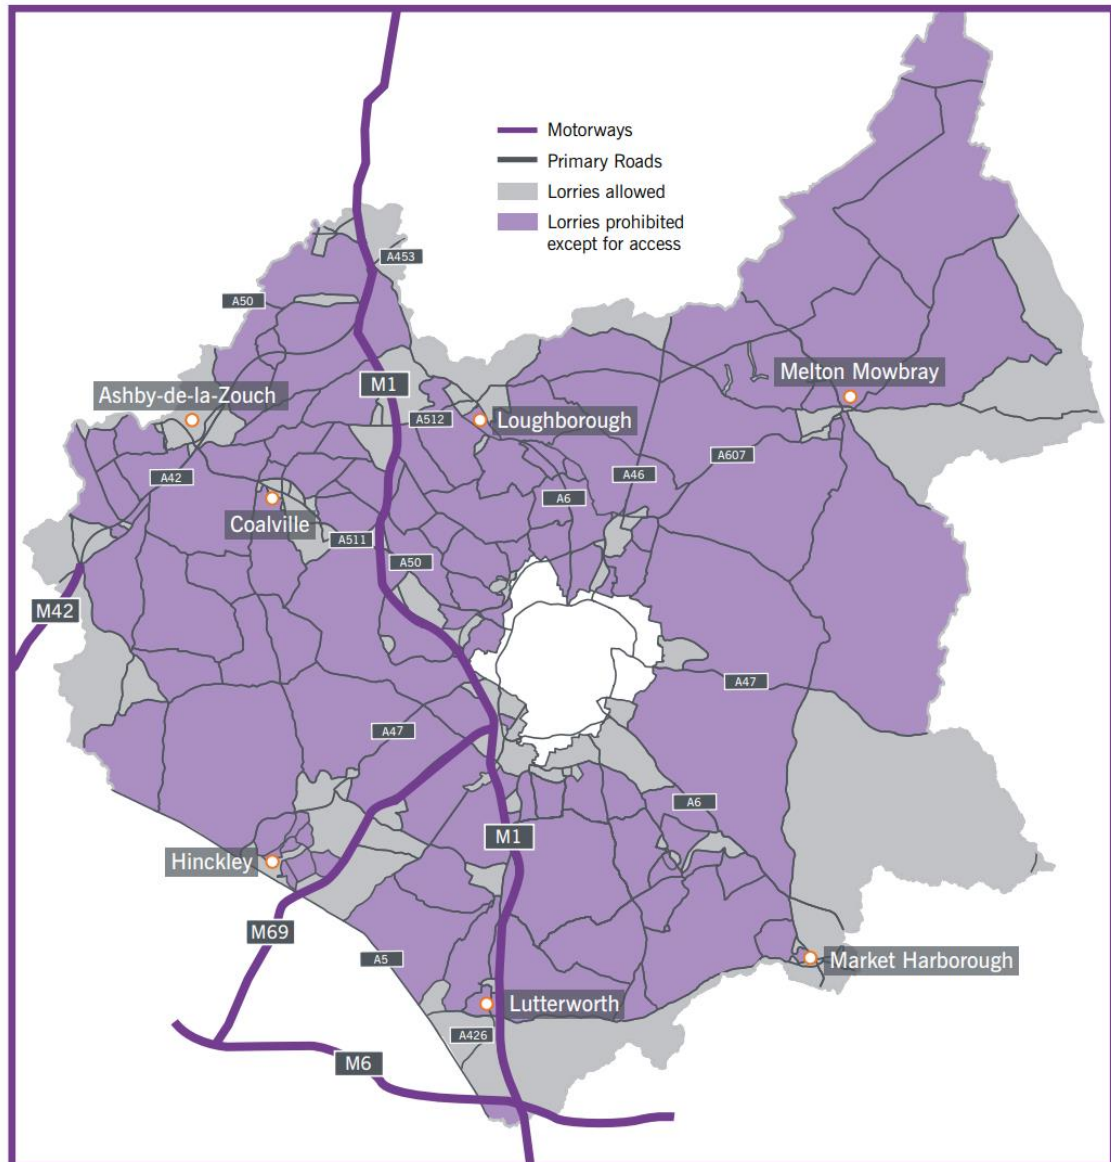 Motorways
Primary Roads
Lorries allowed
Lorries prohibited
except for access
A453
A50
Melton Mowbray
M1
Ashby-de-la-Zouch
A512
Loughborough
A607
A46
A42
A6
Coalville
A511
A50
M42
A47
A47
A6
M1
Hinckley
M69
A5
Market Harborough
Lutterworth
A426
M6